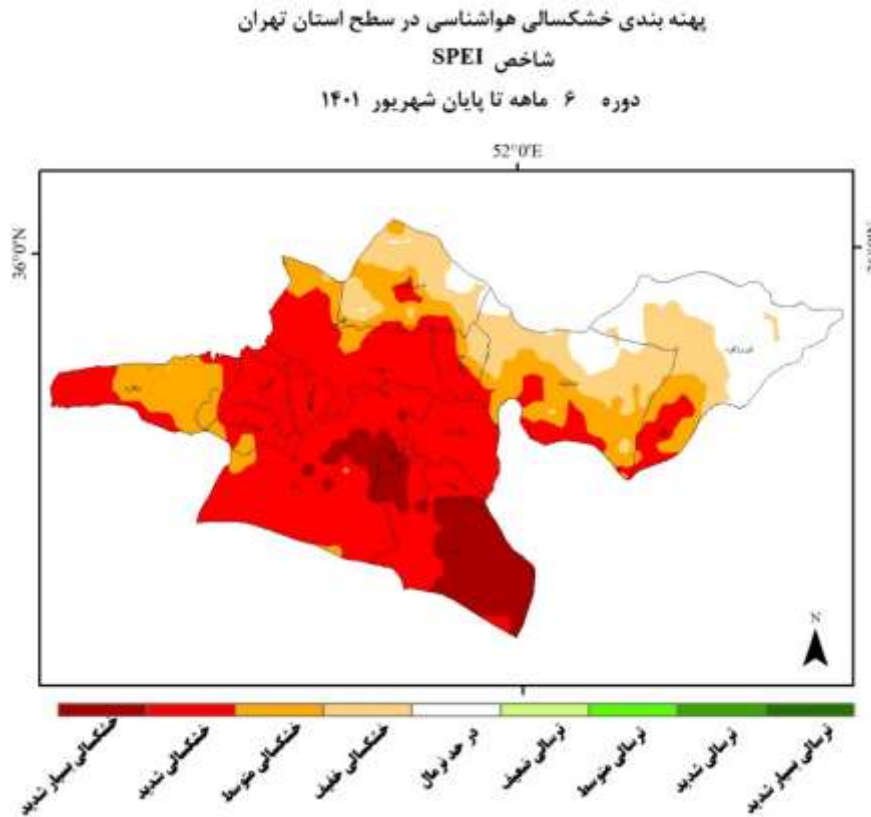 پهنه بندی خشکسالی هواشناسی در سطح استان تهران
شاخص SPEI
دوره ۶ ماهه تا پایان شهریور ۱۴۰۱
52°0'E
36°0'N
N
خشکسالی بسیار شدید
خشکسالی شدید
خشکسالی متوسط
خشکسالی خفیف
در حد نرمال
ترسالی ضعیف
ترسالی متوسط
ترسالی شدید
ترسالی بسیار شدید